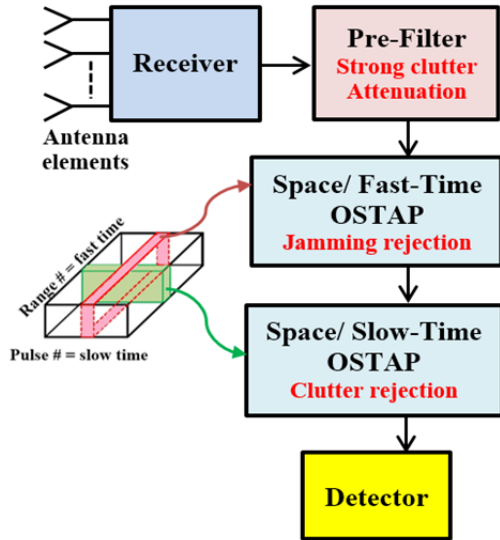 Receiver
Pre-Filter
Strong clutter
Attenuation
Antenna
elements
Space/ Fast-Time
OSTAP
Jamming rejection
Range # = fast time
Pulse # = slow time
Space/ Slow-Time
OSTAP
Clutter rejection
Detector